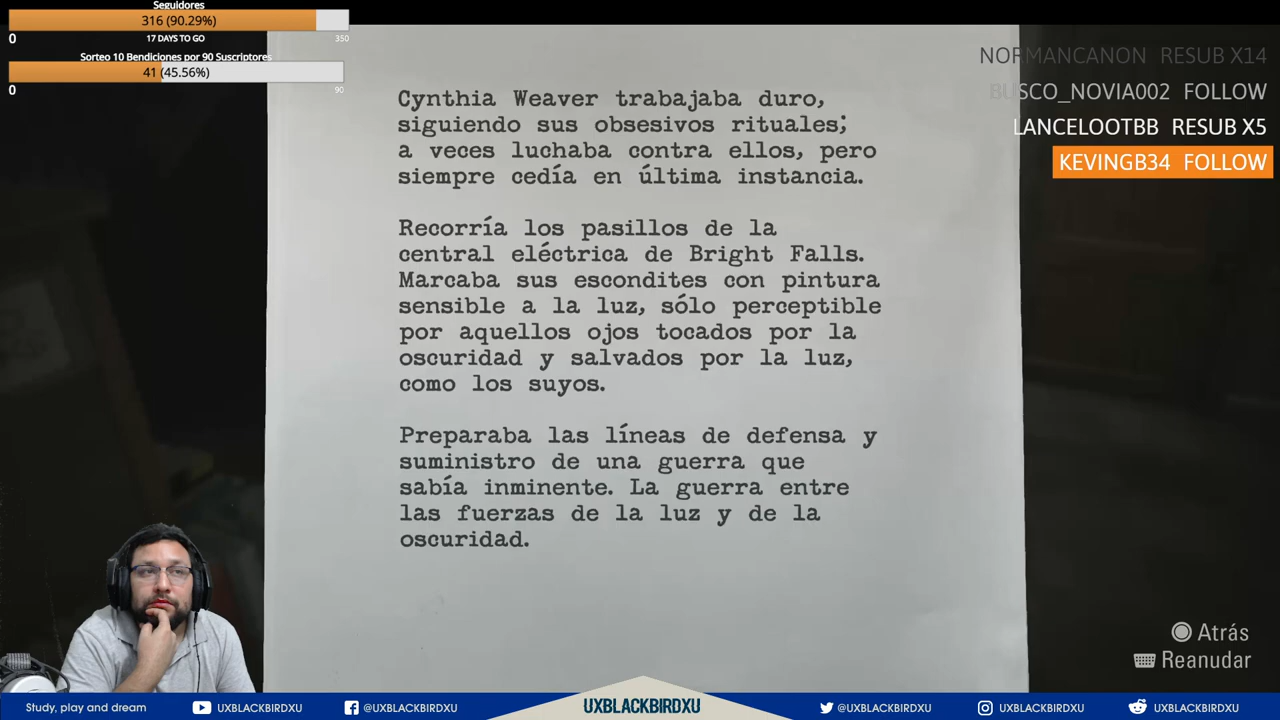 Seguidores
316 (90.29%)
0
17 DAYS TO GO
350
Sorteo 10 Bendiciones por 90 Suscriptores
41 (45.56%)
0
90
NORMANCANON RESUB X14
BUSCO_NOVIA002 FOLLOW
LANCELOOTBB RESUB X5
KEVINGB34 FOLLOW
Cynthia Weaver trabajaba duro,
siguiendo sus obsesivos rituales;
a veces luchaba contra ellos, pero
siempre cedía en última instancia.
Recorría los pasillos de la
central eléctrica de Bright Falls.
Marcaba sus escondites con pintura
sensible a la luz, sólo perceptible
por aquellos ojos tocados por la
oscuridad y salvados por la luz,
como los suyos.
Preparaba las líneas de defensa y
suministro de una guerra que
sabía inminente. La guerra entre
las fuerzas de la luz y de la
oscuridad.
Atrás
Reanudar
Study, play and dream
UXBLACKBIRDXU
@UXBLACKBIRDXU
UXBLACKBIRDXU
@UXBLACKBIRDXU
UXBLACKBIRDXU
UXBLACKBIRDXU